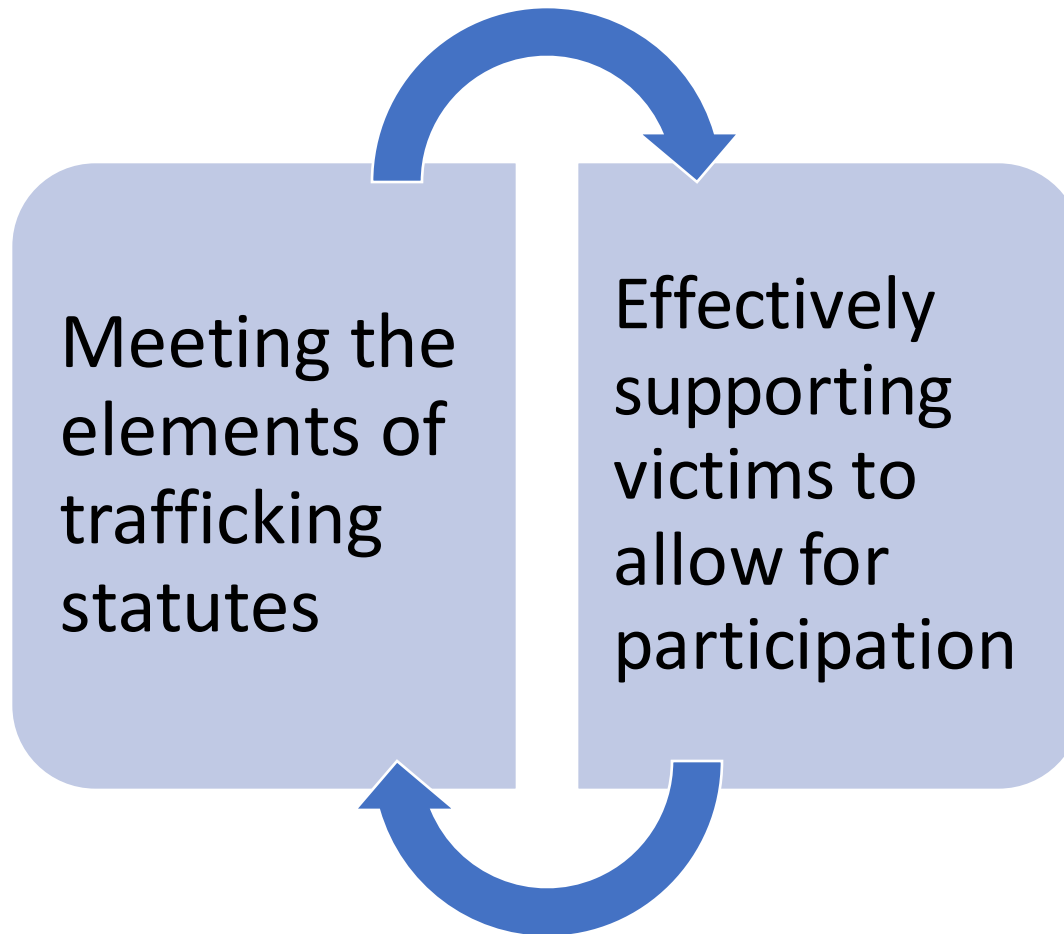 Meeting the
elements of
trafficking
statutes
Effectively
supporting
victims to
allow for
participation